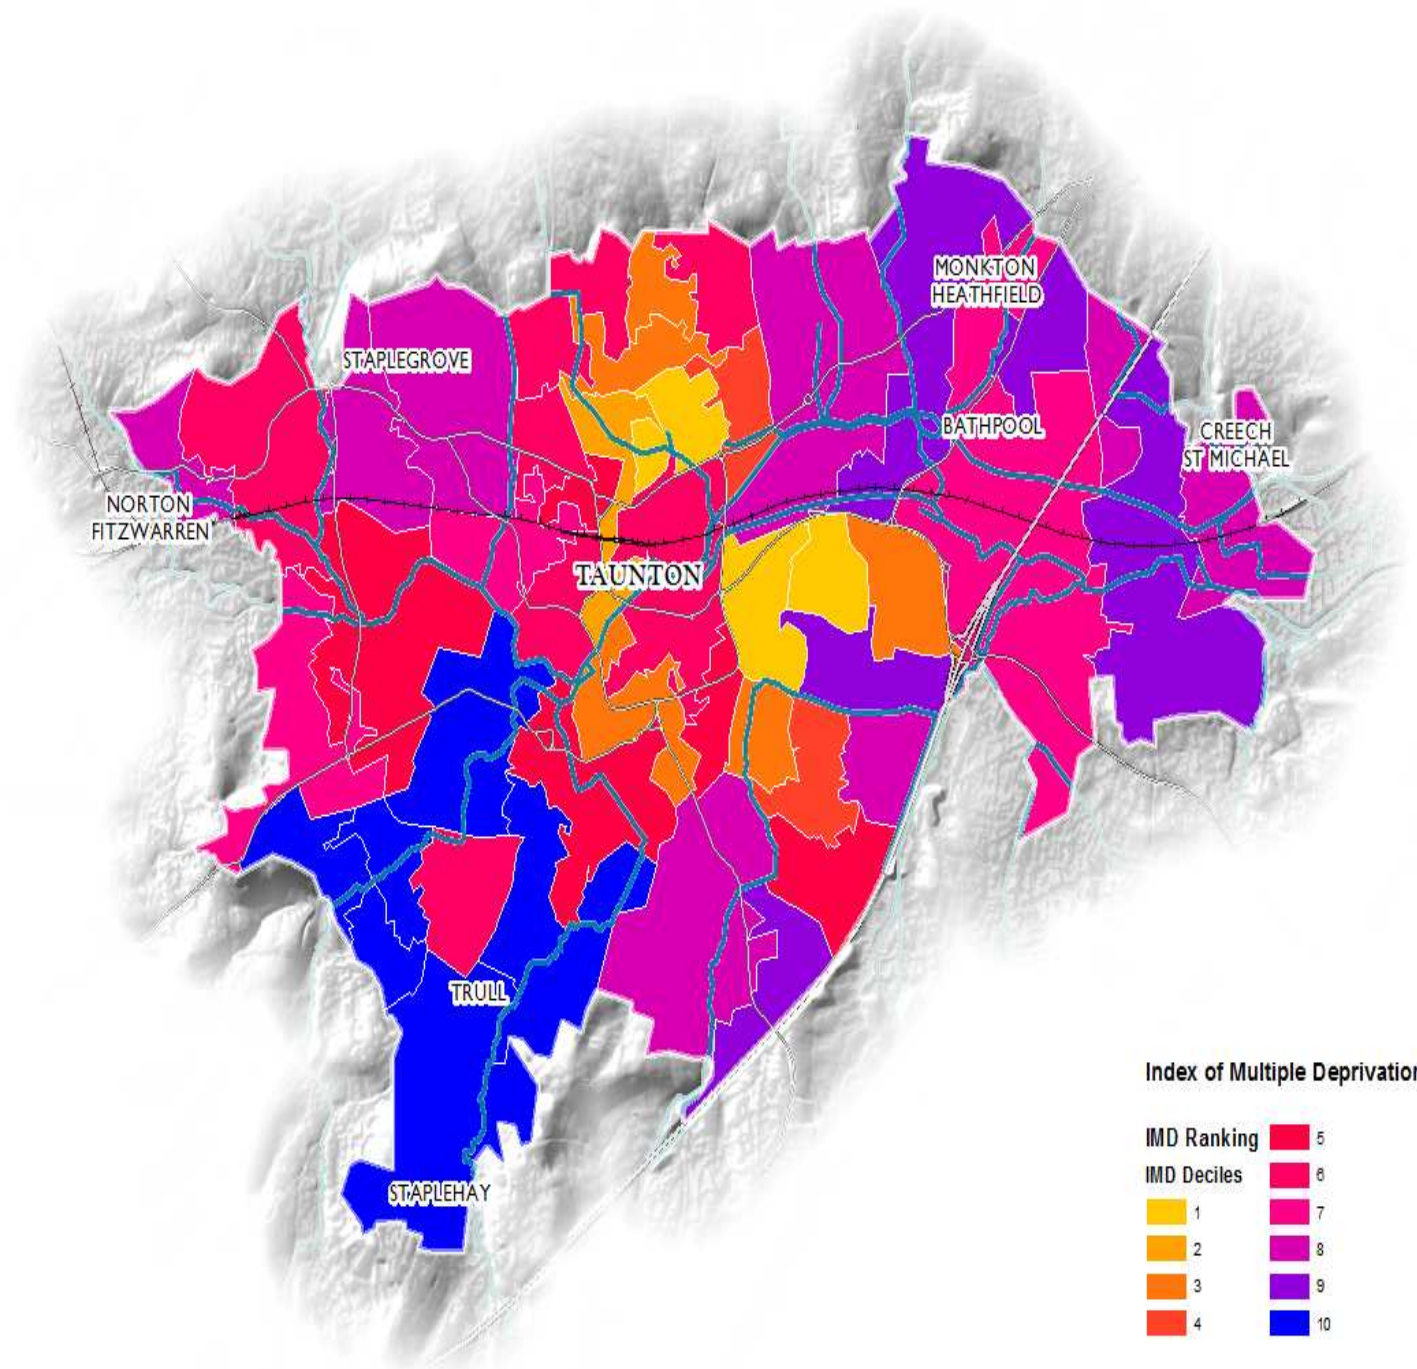 MONKTON
HEATHFIELD
STAPLEGROVE
BATHPOOL
CREECH
ST MICHAEL
NORTON
FITZWARREN
TAUNTON
TRULL
STAPLEHAY
Index of Multiple Deprivation
IMD Ranking
IMD Deciles
1
2
3
4
5
6
7
8
9
10